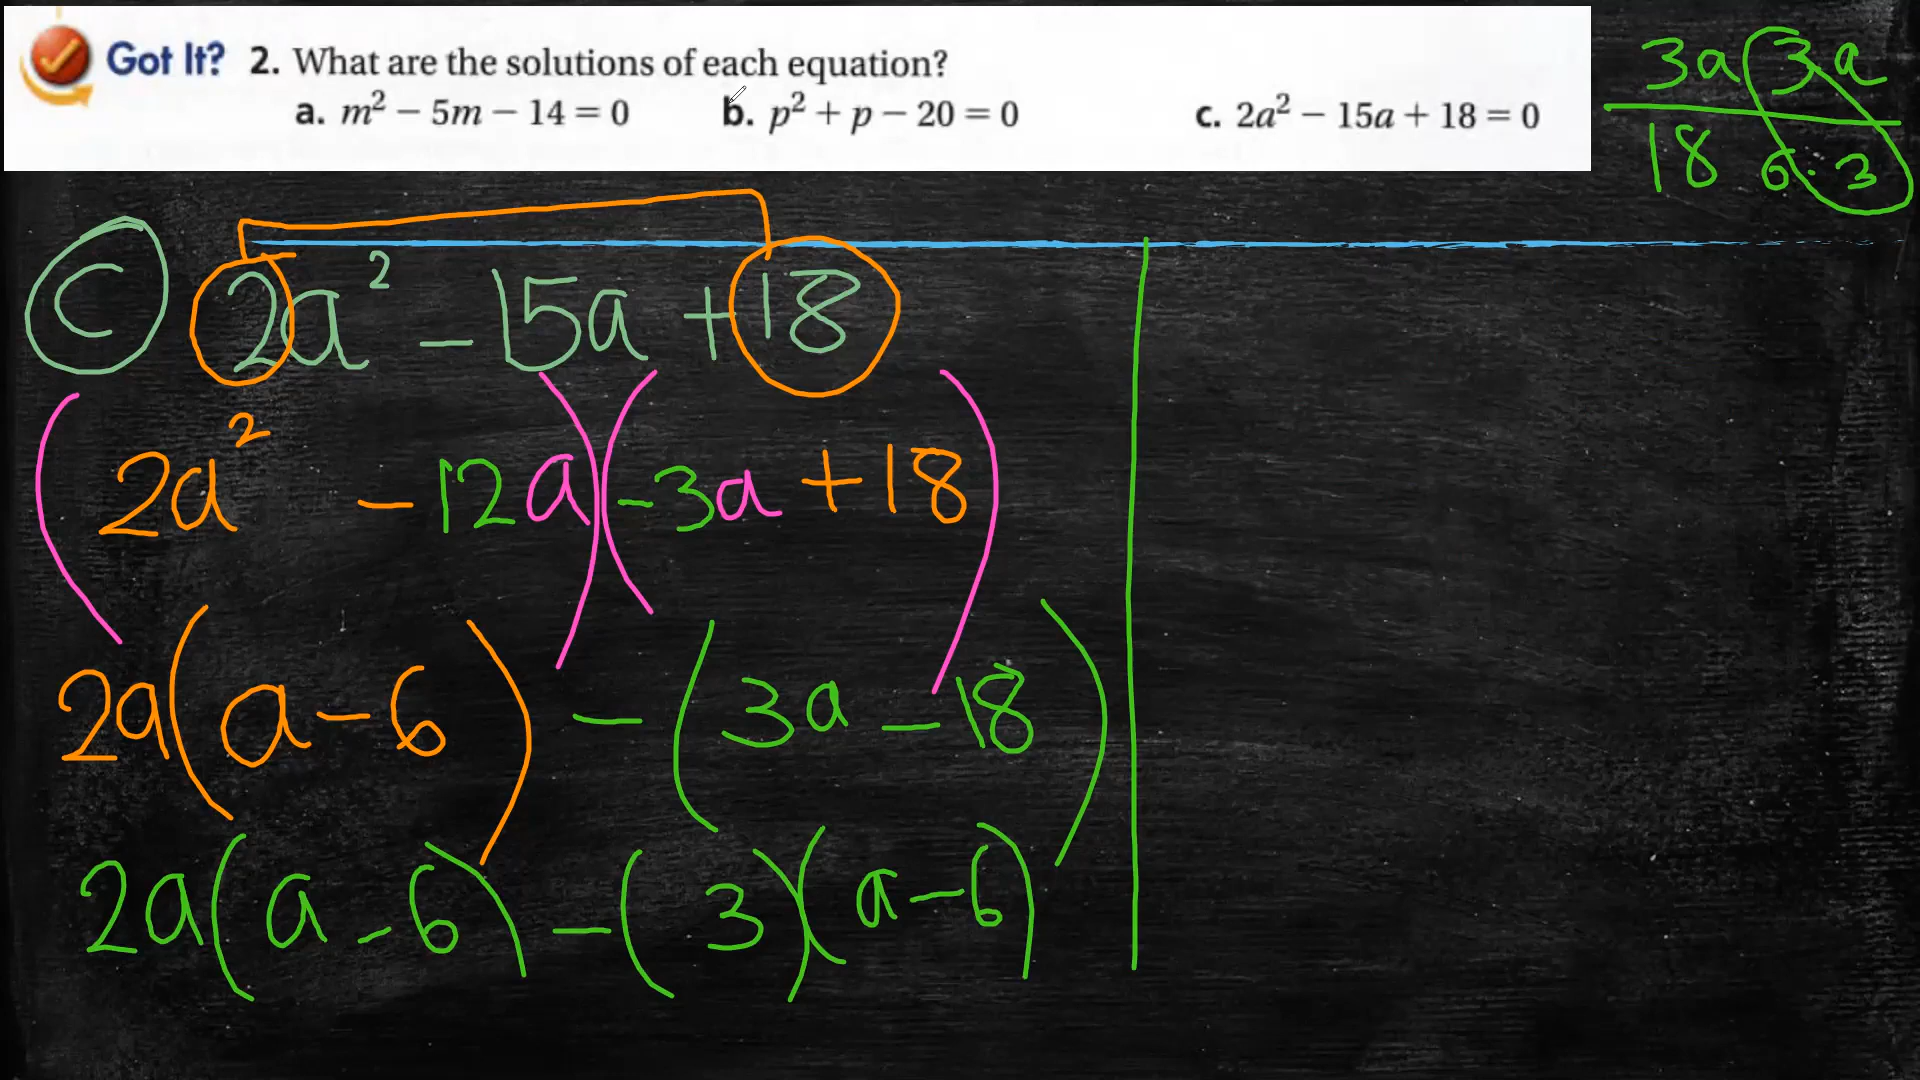 Got It? 2. What are the solutions of each equation?
a. m² − 5m − 14 = 0 b. p² + p − 20 = 0 c. 2a² − 15a + 18 = 0
3a 3a
18 6·3
C 2a² − 15a + 18
(2a² − 12a)(−3a + 18)
2a(a − 6) − (3a − 18)
2a(a − 6) − (3)(a − 6)